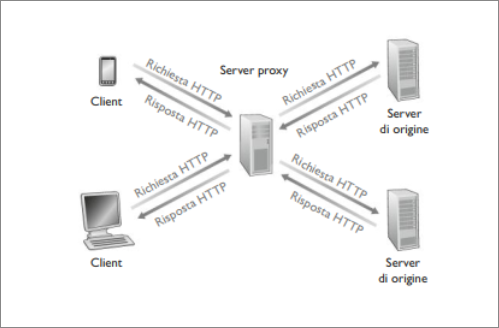 Richiesta HTTP
Risposta HTTP
Client
Server proxy
Richiesta HTTP
Risposta HTTP
Server
di origine
Richiesta HTTP
Risposta HTTP
Client
Richiesta HTTP
Risposta HTTP
Server
di origine